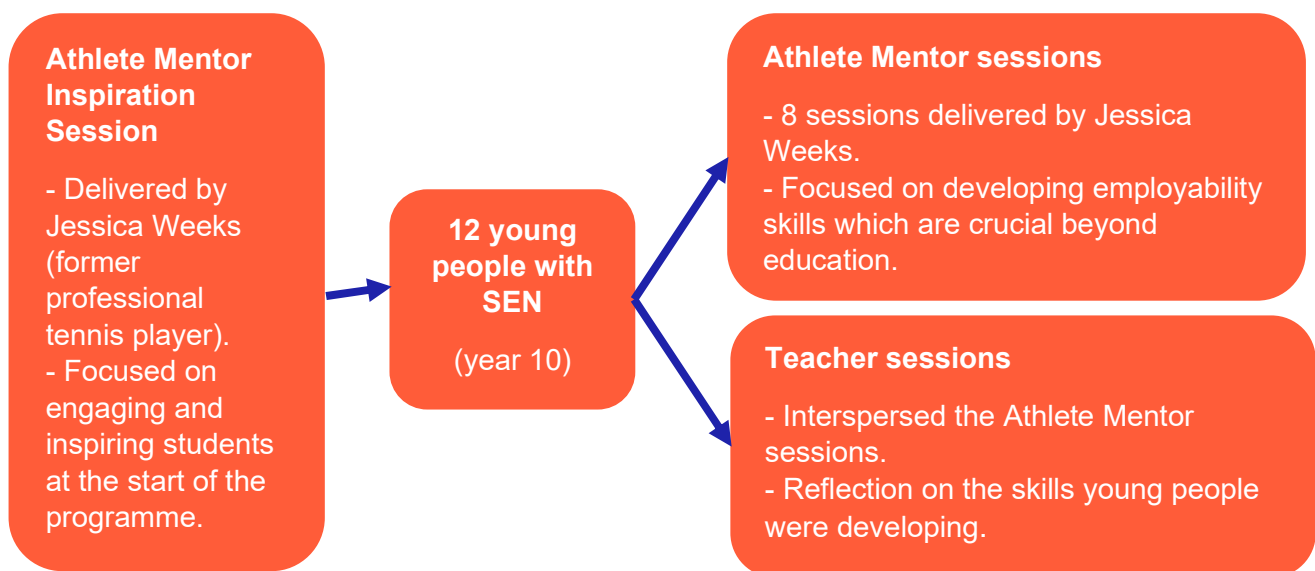 Athlete Mentor
Inspiration
Session
- Delivered by
Jessica Weeks
(former
professional
tennis player).
- Focused on
engaging and
inspiring students
at the start of the
programme.
12 young
people with
SEN
(year 10)
Athlete Mentor sessions
- 8 sessions delivered by Jessica
Weeks.
- Focused on developing employability
skills which are crucial beyond
education.
Teacher sessions
- Interspersed the Athlete Mentor
sessions.
- Reflection on the skills young people
were developing.